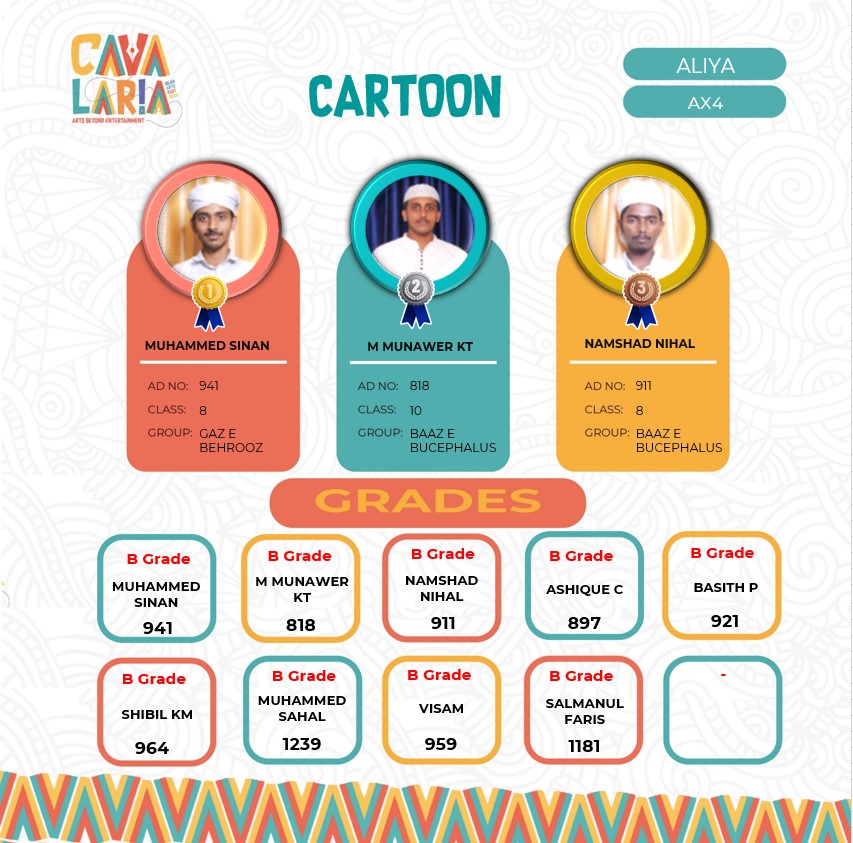 CAVA
LARIA
ARTS BEYOND ENTERTAINMENT
CARTOON
ALIYA
AX4
1
2
3
MUHAMMED SINAN
AD NO: 941
CLASS: 8
GROUP: GAZ E
BEHROOZ
M MUNAWER KT
AD NO: 818
CLASS: 10
GROUP: BAAZ E
BUCEPHALUS
NAMSHAD NIHAL
AD NO: 911
CLASS: 8
GROUP: BAAZ E
BUCEPHALUS
GRADES
B Grade
MUHAMMED
SINAN
941
B Grade
M MUNAWER
KT
818
B Grade
NAMSHAD
NIHAL
911
B Grade
ASHIQUE C
897
B Grade
BASITH P
921
B Grade
SHIBIL KM
964
B Grade
MUHAMMED
SAHAL
1239
B Grade
VISAM
959
B Grade
SALMANUL
FARIS
1181
-